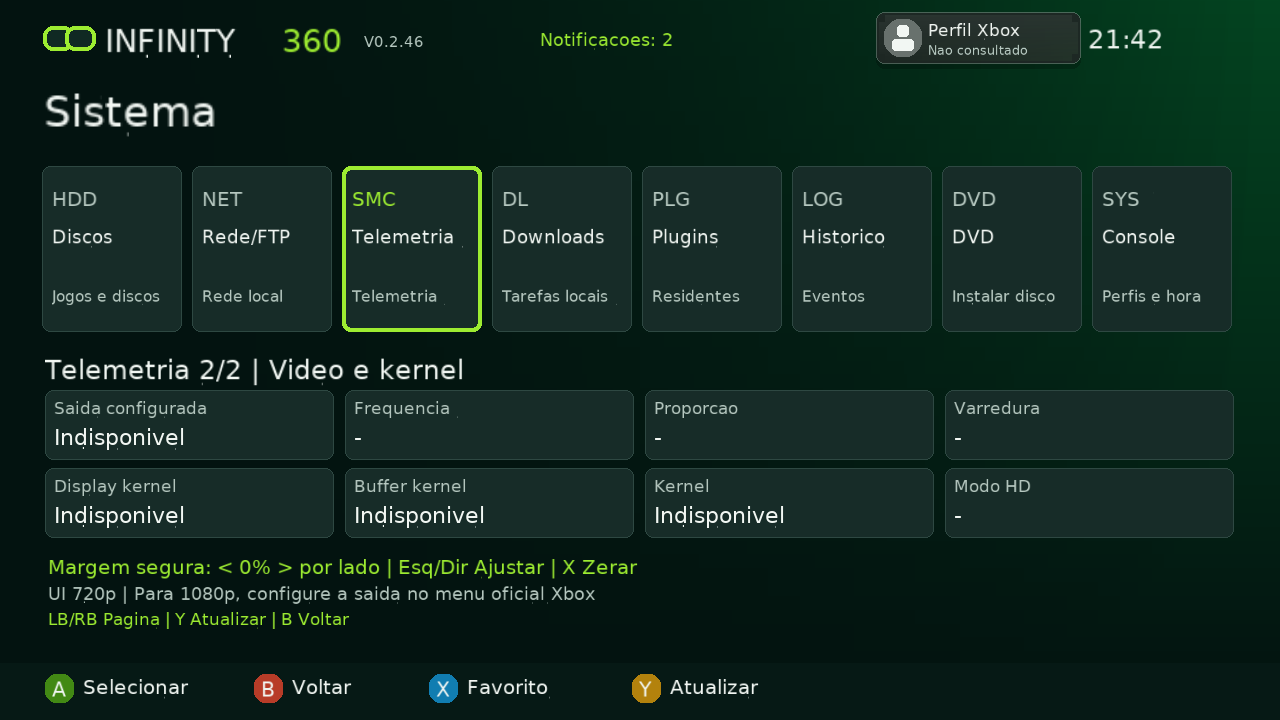 INFINITY 360 V0.2.46 Notificacoes: 2 Perfil Xbox 21:42
Nao consultado
Sistema
HDD NET SMC DL PLG LOG DVD SYS
Discos Rede/FTP Telemetria Downloads Plugins Historico DVD Console
Jogos e discos Rede local Telemetria Tarefas locais Residentes Eventos Instalar disco Perfis e hora
Telemetria 2/2 | Video e kernel
Saida configurada Frequencia Proporcao Varredura
Indisponivel - - -
Display kernel Buffer kernel Kernel Modo HD
Indisponivel Indisponivel Indisponivel -
Margem segura: < 0% > por lado | Esq/Dir Ajustar | X Zerar
UI 720p | Para 1080p, configure a saida no menu oficial Xbox
LB/RB Pagina | Y Atualizar | B Voltar
A Selecionar B Voltar X Favorito Y Atualizar